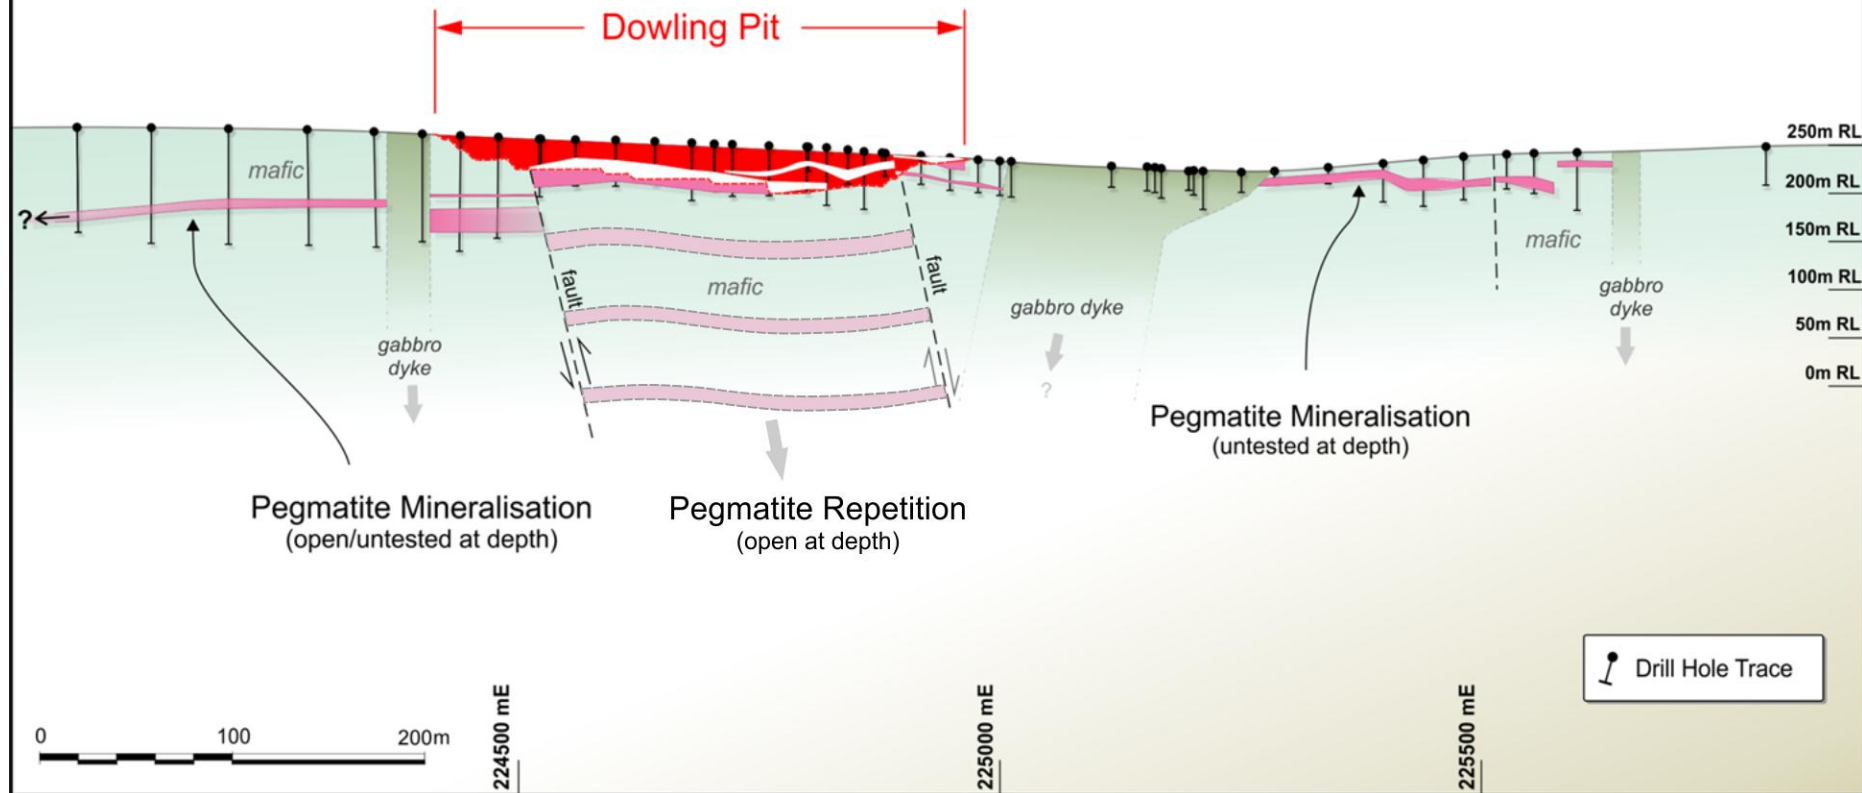 Dowling Pit
250m RL
mafic
200m RL
?
150m RL
mafic
fault
fault
mafic
100m RL
gabbro dyke
gabbro
dyke
50m RL
gabbro
dyke
0m RL
?
Pegmatite Mineralisation
(untested at depth)
Pegmatite Mineralisation
(open/untested at depth)
Pegmatite Repetition
(open at depth)
Drill Hole Trace
0 100 200m
224500 mE
225000 mE
225500 mE